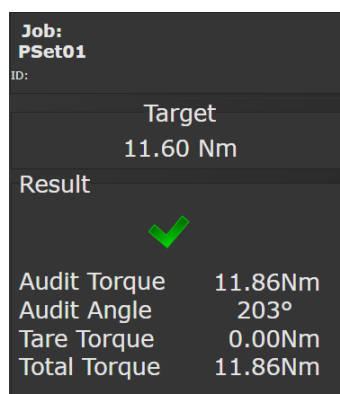 Job:
PSet01
ID:
Target
11.60 Nm
Result
Audit Torque 11.86Nm
Audit Angle 203°
Tare Torque 0.00Nm
Total Torque 11.86Nm